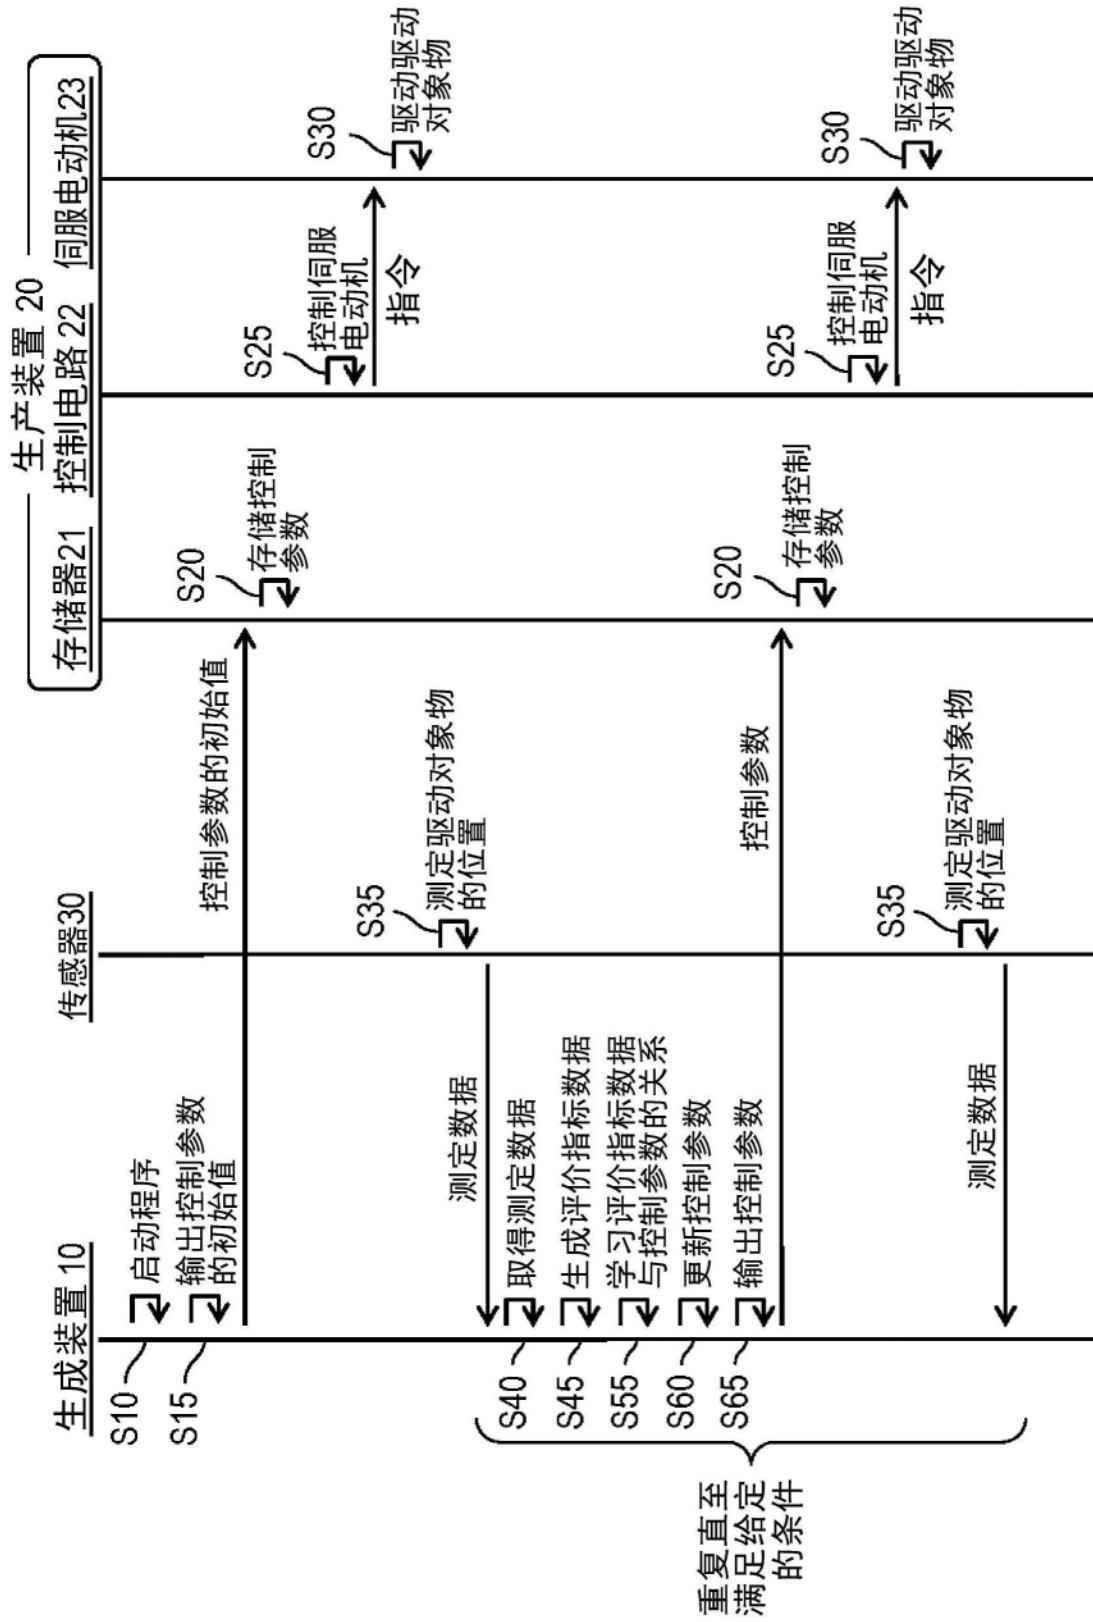 生产装置 20
生成装置 10
传感器30
存储器21
控制电路 22
伺服电动机23
S10
启动程序
S15
输出控制参数
的初始值
控制参数的初始值
S20
存储控制
参数
S25
控制伺服
电动机
指令
S30
驱动驱动
对象物
S35
测定驱动对象物
的位置
测定数据
S40
取得测定数据
S45
生成评价指标数据
S55
学习评价指标数据
与控制参数的关系
S60
更新控制参数
S65
输出控制参数
控制参数
S20
存储控制
参数
S25
控制伺服
电动机
指令
S30
驱动驱动
对象物
S35
测定驱动对象物
的位置
测定数据
重复直至
满足给定
的条件